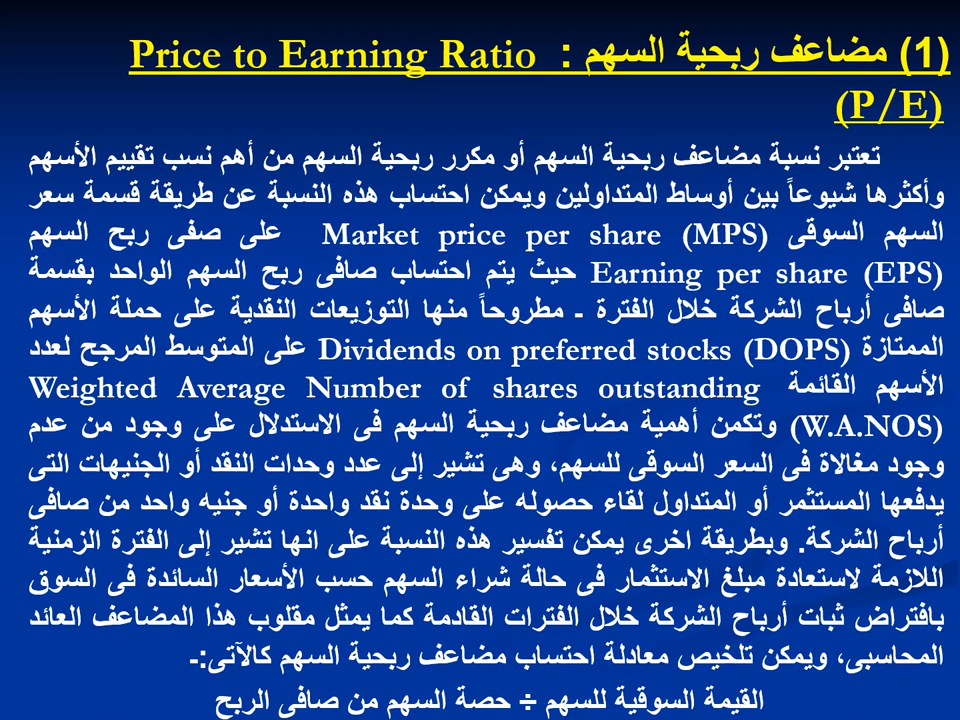 (1) مضاعف ربحية السهم : Price to Earning Ratio
(P/E)
تعتبر نسبة مضاعف ربحية السهم أو مكرر ربحية السهم من أهم نسب تقييم الأسهم
وأكثرها شيوعاً بين أوساط المتداولين ويمكن احتساب هذه النسبة عن طريقة قسمة سعر
السهم السوقى Market price per share (MPS) على صفى ربح السهم
Earning per share (EPS) حيث يتم احتساب صافى ربح السهم الواحد بقسمة
صافى أرباح الشركة خلال الفترة ـ مطروحاً منها التوزيعات النقدية على حملة الأسهم
الممتازة Dividends on preferred stocks (DOPS) على المتوسط المرجح لعدد
الأسهم القائمة Weighted Average Number of shares outstanding
(W.A.NOS) وتكمن أهمية مضاعف ربحية السهم فى الاستدلال على وجود من عدم
وجود مغالاة فى السعر السوقى للسهم، وهى تشير إلى عدد وحدات النقد أو الجنيهات التى
يدفعها المستثمر أو المتداول لقاء حصوله على وحدة نقد واحدة أو جنيه واحد من صافى
أرباح الشركة. وبطريقة اخرى يمكن تفسير هذه النسبة على انها تشير إلى الفترة الزمنية
اللازمة لاستعادة مبلغ الاستثمار فى حالة شراء السهم حسب الأسعار السائدة فى السوق
بافتراض ثبات أرباح الشركة خلال الفترات القادمة كما يمثل مقلوب هذا المضاعف العائد
المحاسبى، ويمكن تلخيص معادلة احتساب مضاعف ربحية السهم كالآتى:ـ
القيمة السوقية للسهم ÷ حصة السهم من صافى الربح